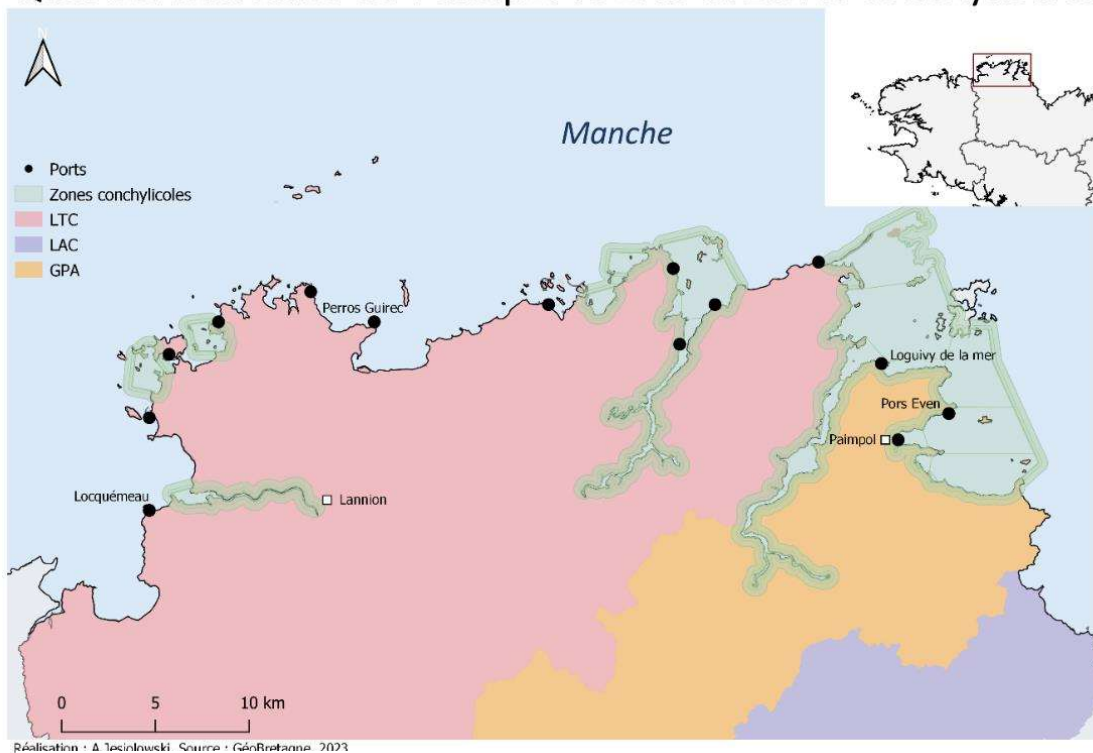 N
Manche
Ports
Zones conchylicoles
LTC
LAC
GPA
Perros Guirec
Loguivy de la mer
Pors Even
Paimpol
Locquémeau
Lannion
0 5 10 km
Réalisation : A.Jesiolowski, Source : GéoBretagne, 2023